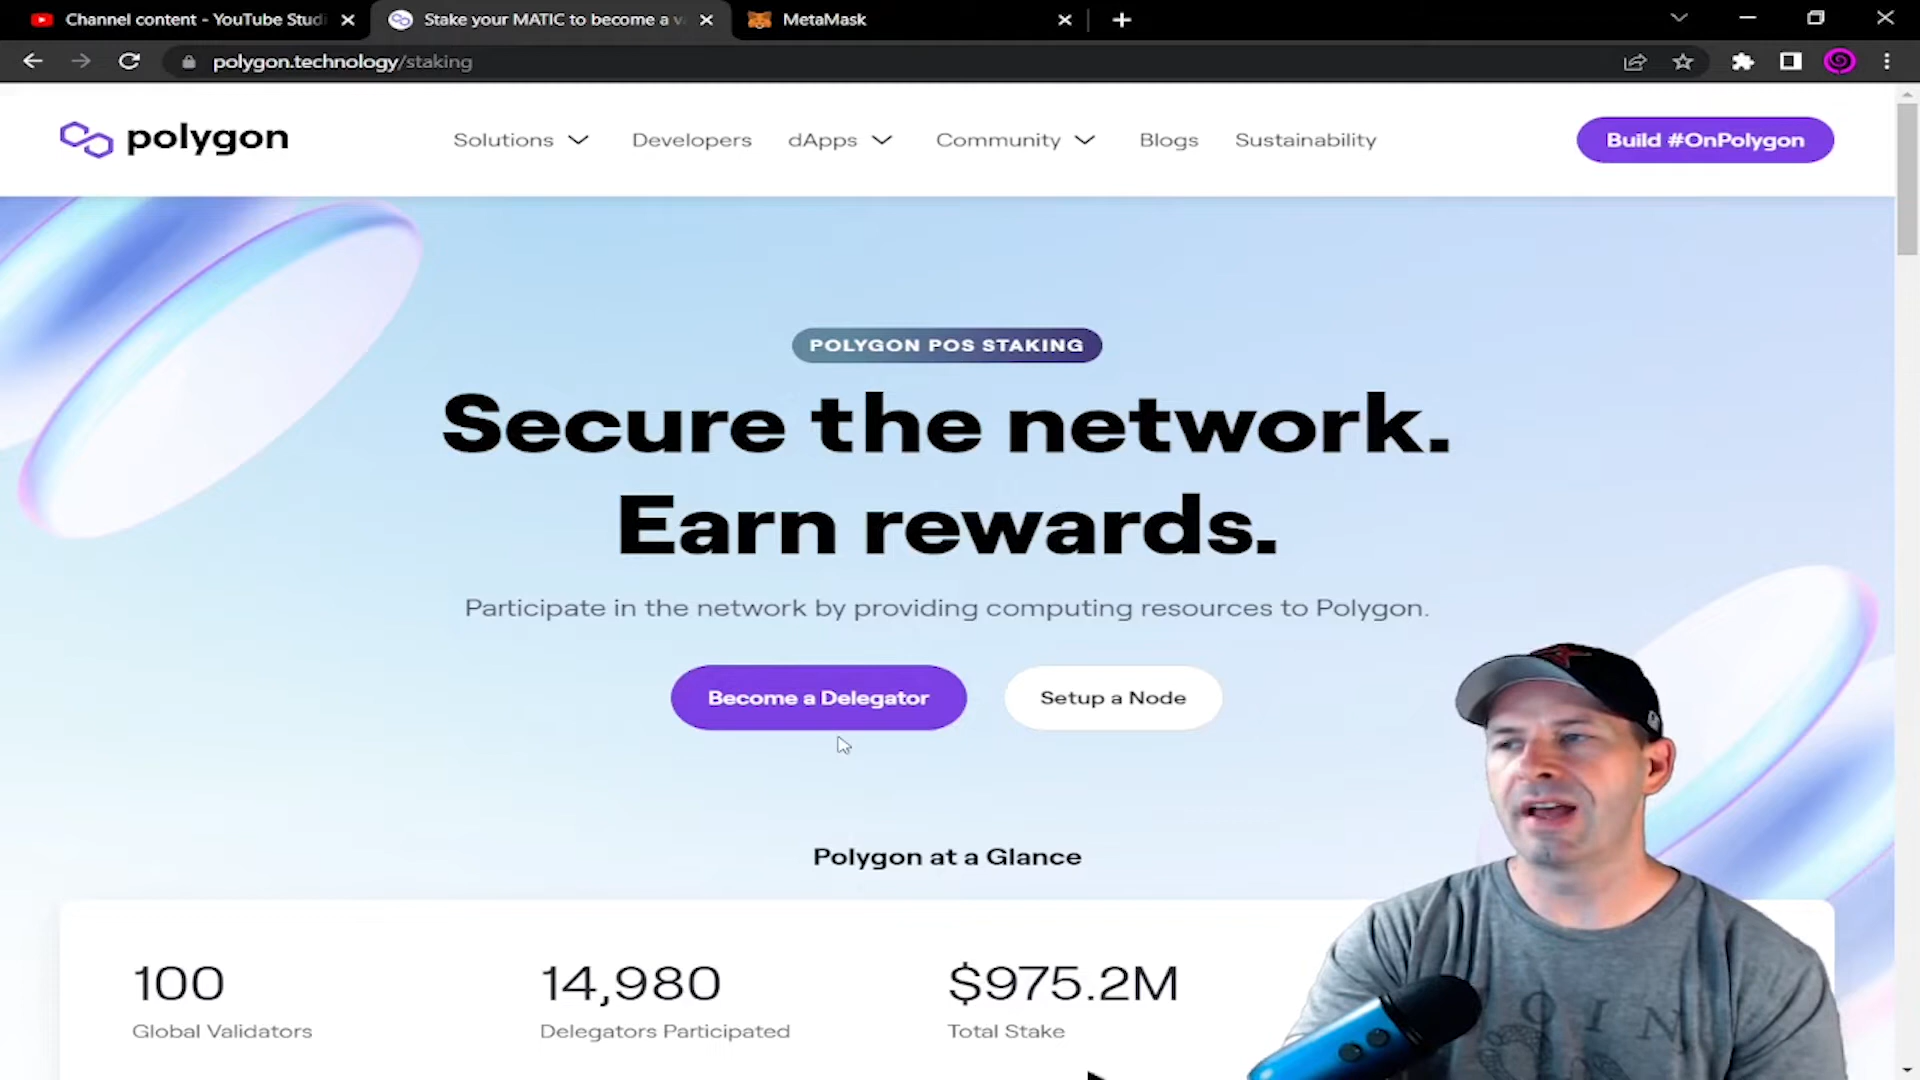 Channel content - YouTube Studi
Stake your MATIC to become a v
MetaMask
polygon.technology/staking
polygon
Solutions
Developers
dApps
Community
Blogs
Sustainability
Build #OnPolygon
POLYGON POS STAKING
Secure the network.
Earn rewards.
Participate in the network by providing computing resources to Polygon.
Become a Delegator
Setup a Node
Polygon at a Glance
100
14,980
$975.2M
Global Validators
Delegators Participated
Total Stake
OIN